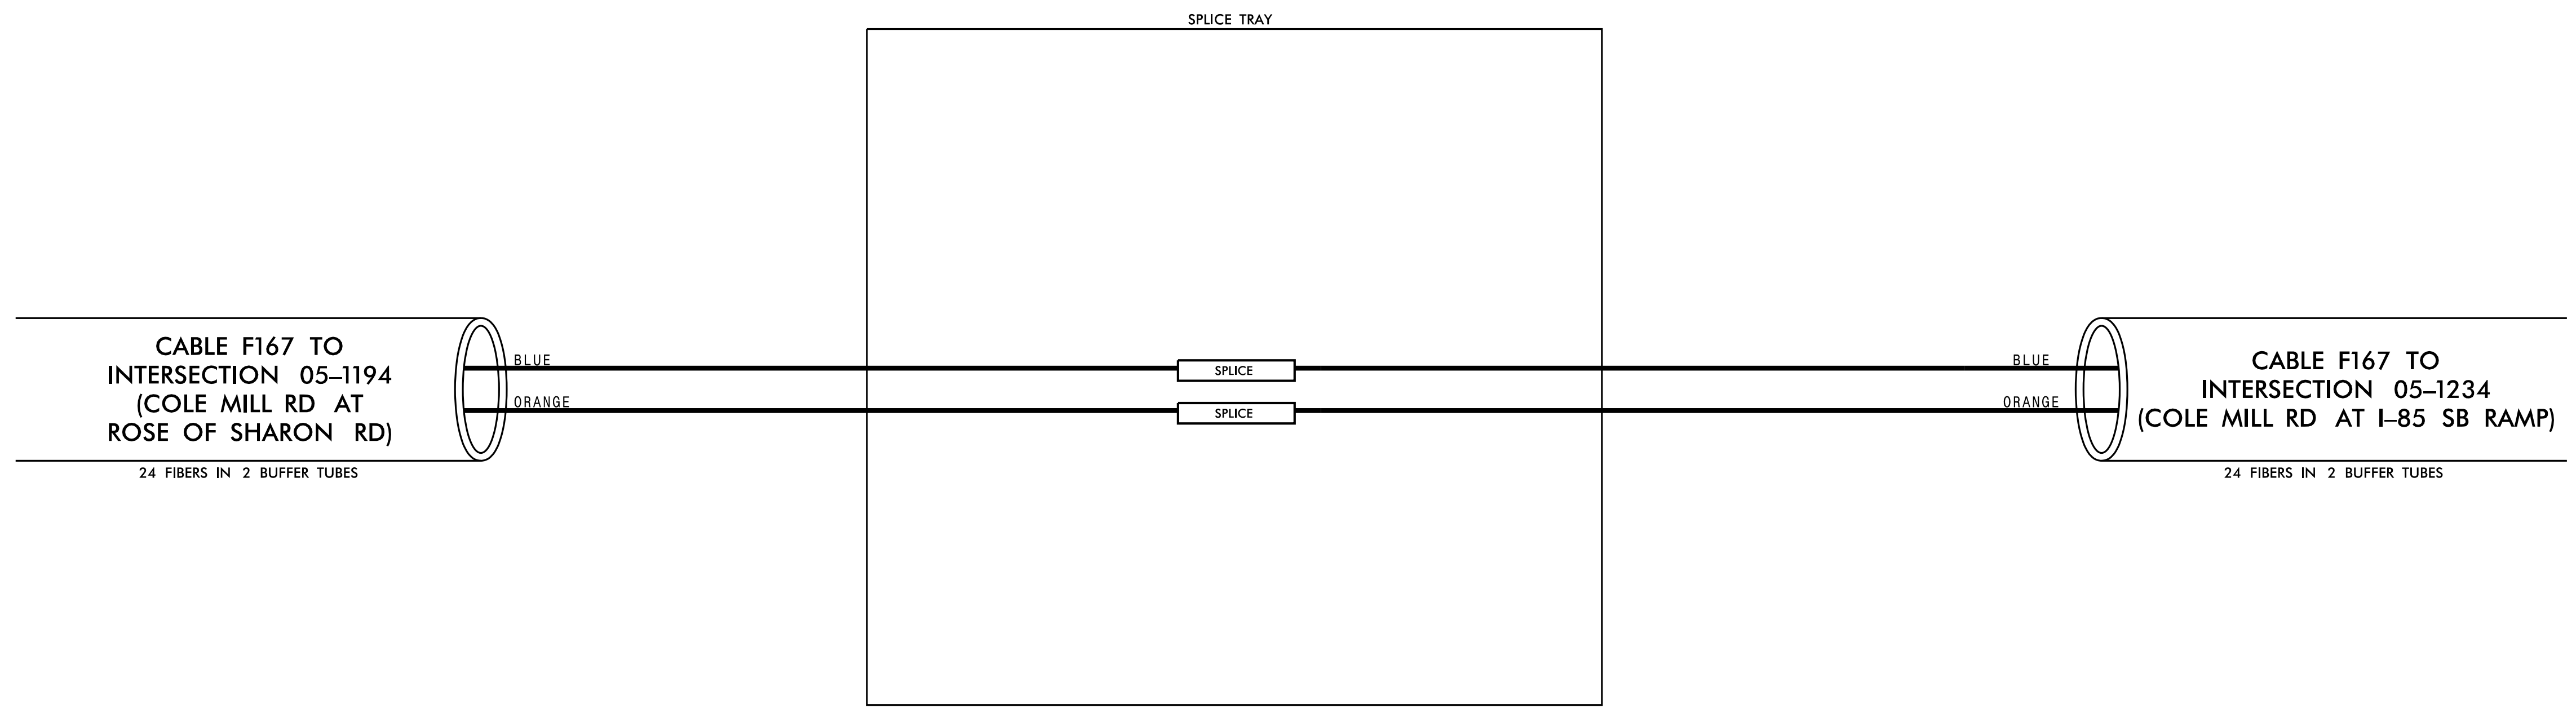 SPLICE TRAY
CABLE F167 TO
INTERSECTION 05–1194
(COLE MILL RD AT
ROSE OF SHARON RD)
24 FIBERS IN 2 BUFFER TUBES
BLUE
ORANGE
SPLICE
SPLICE
BLUE
ORANGE
CABLE F167 TO
INTERSECTION 05–1234
(COLE MILL RD AT I–85 SB RAMP)
24 FIBERS IN 2 BUFFER TUBES